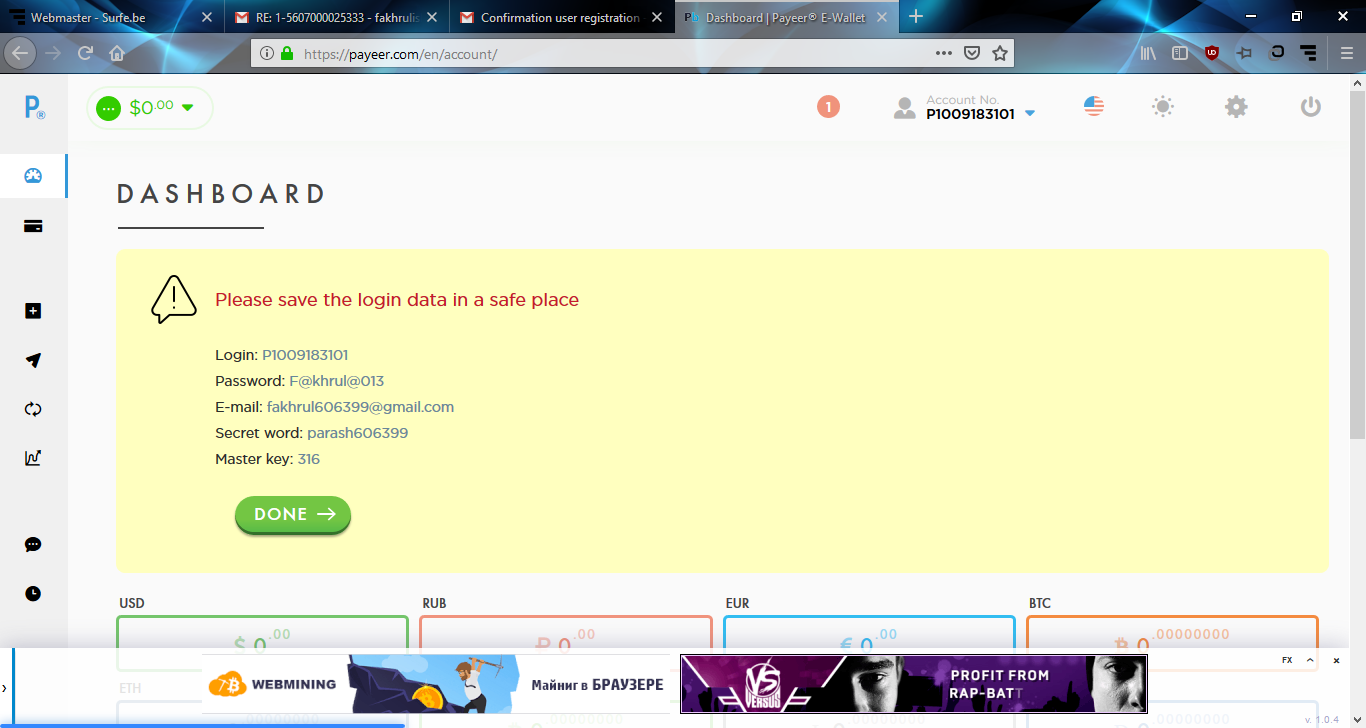 Webmaster - Surfe.be
RE: 1-5607000025333 - fakhrulis
Confirmation user registration
Dashboard | Payeer® E-Wallet
https://payeer.com/en/account/
P®
$0.00
1
Account No.
P1009183101
DASHBOARD
Please save the login data in a safe place
Login: P1009183101
Password: F@khrul@013
E-mail: fakhrul606399@gmail.com
Secret word: parash606399
Master key: 316
DONE
USD
RUB
EUR
BTC
$ 0.00
₽ 0.00
€ 0.00
0.00000000
FX
WEBMINING
Майнинг в БРАУЗЕРЕ
VS
VERSUS
PROFIT FROM
RAP-BATT
ETH
v. 1.0.4